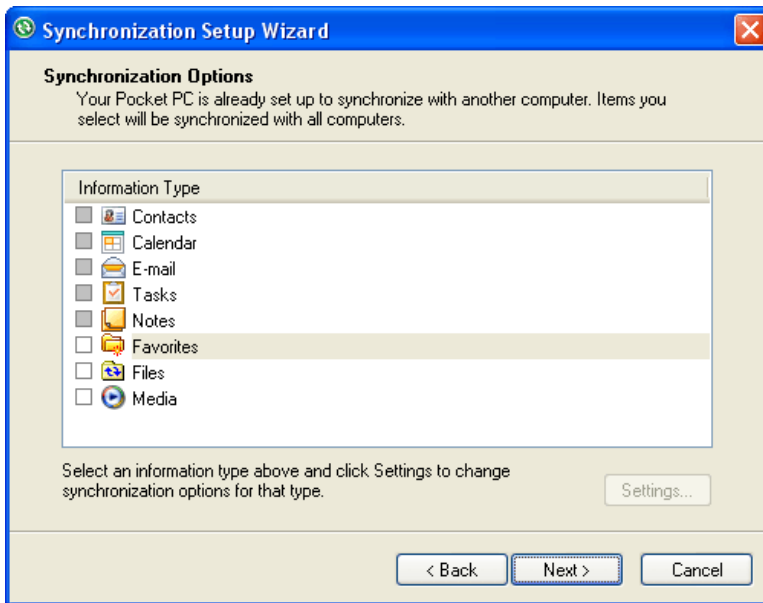 Synchronization Setup Wizard
Synchronization Options
Your Pocket PC is already set up to synchronize with another computer. Items you
select will be synchronized with all computers.
Information Type
Contacts
Calendar
E-mail
Tasks
Notes
Favorites
Files
Media
Select an information type above and click Settings to change
synchronization options for that type.
Settings...
< Back
Next >
Cancel